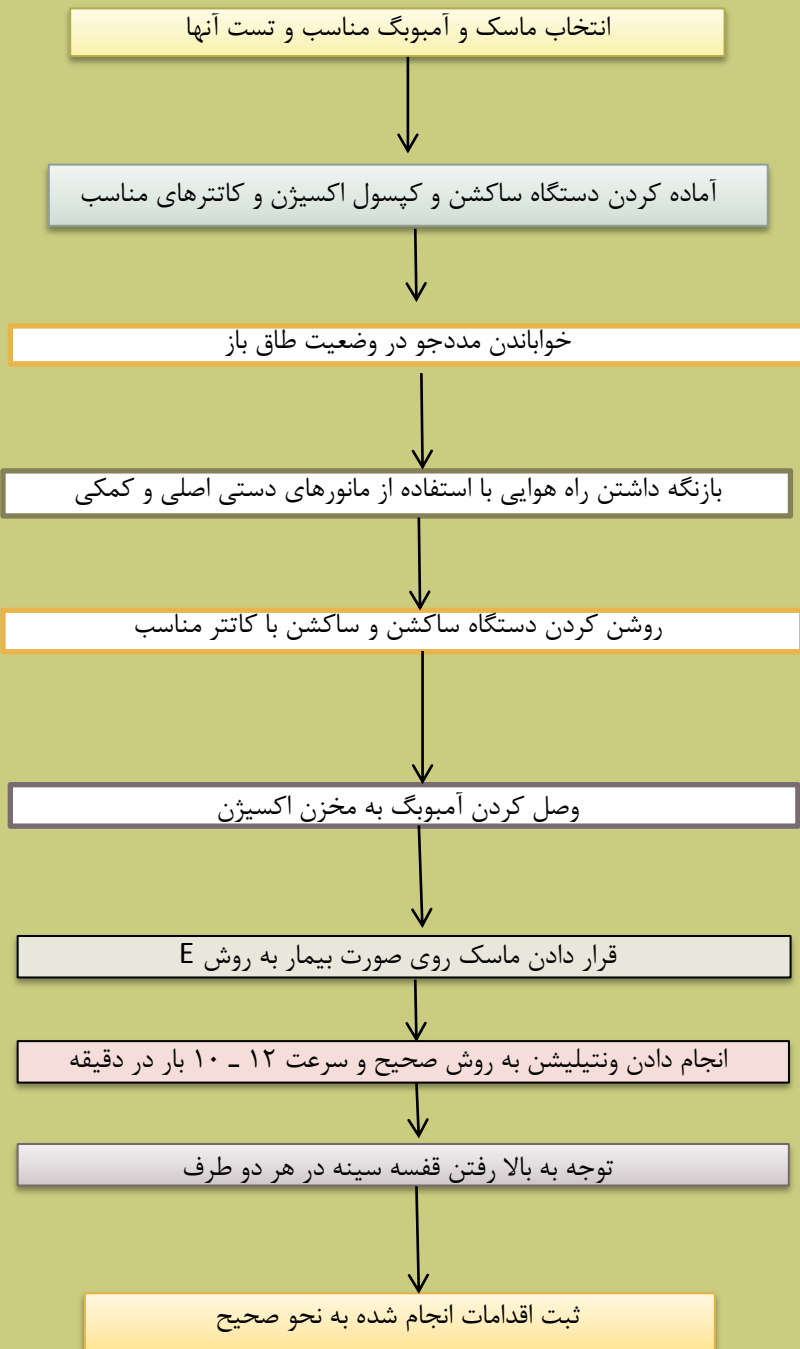 انتخاب ماسک و آمبوبگ مناسب و تست آنها
آماده کردن دستگاه ساکشن و کپسول اکسیژن و کاتترهای مناسب
خواباندن مددجو در وضعیت طاق باز
بازنگه داشتن راه هوایی با استفاده از مانورهای دستی اصلی و کمکی
روشن کردن دستگاه ساکشن و ساکشن با کاتتر مناسب
وصل کردن آمبوبگ به مخزن اکسیژن
قرار دادن ماسک روی صورت بیمار به روش E
انجام دادن ونتیلیشن به روش صحیح و سرعت ۱۲ ـ ۱۰ بار در دقیقه
توجه به بالا رفتن قفسه سینه در هر دو طرف
ثبت اقدامات انجام شده به نحو صحیح